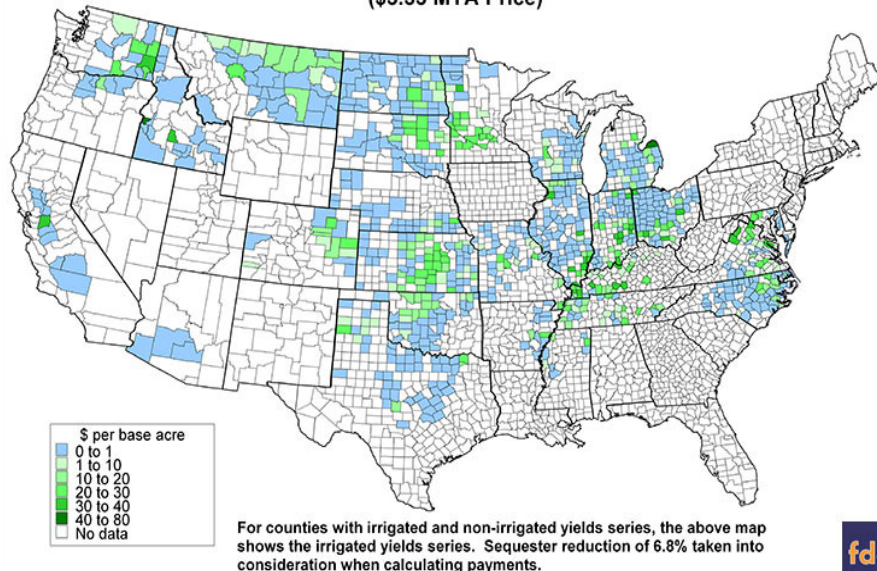 $ per base acre
0 to 1
1 to 10
10 to 20
20 to 30
30 to 40
40 to 80
No data
For counties with irrigated and non-irrigated yields series, the above map
shows the irrigated yields series. Sequester reduction of 6.8% taken into
consideration when calculating payments.
fd